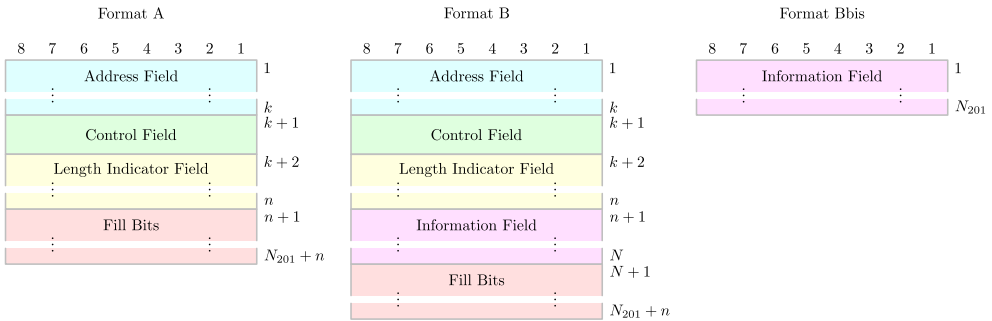 Format A
8 7 6 5 4 3 2 1
Address Field 1
⋮ ⋮
k
Control Field k + 1
Length Indicator Field k + 2
⋮ ⋮
n
Fill Bits n + 1
⋮ ⋮
N₂₀₁ + n
Format B
8 7 6 5 4 3 2 1
Address Field 1
⋮ ⋮
k
Control Field k + 1
Length Indicator Field k + 2
⋮ ⋮
n
Information Field n + 1
⋮ ⋮
N
Fill Bits N + 1
⋮ ⋮
N₂₀₁ + n
Format Bbis
8 7 6 5 4 3 2 1
Information Field 1
⋮ ⋮
N₂₀₁